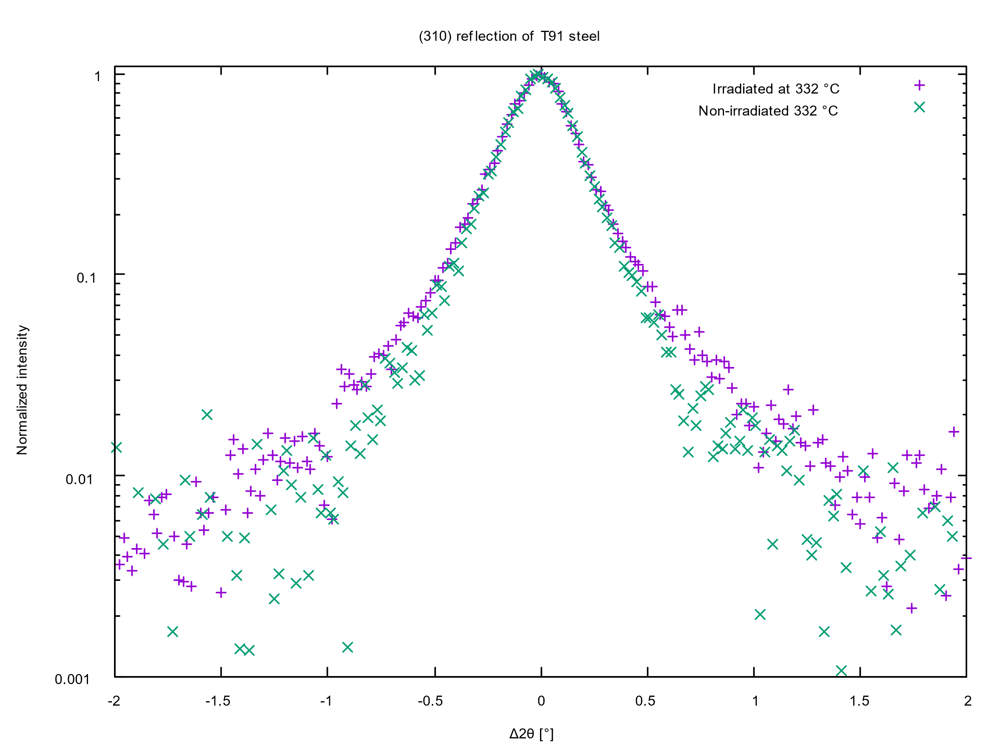 (310) reflection of T91 steel
Irradiated at 332 °C
Non-irradiated 332 °C
Normalized intensity
1
0.1
0.01
0.001
-2 -1.5 -1 -0.5 0 0.5 1 1.5 2
Δ2θ [°]